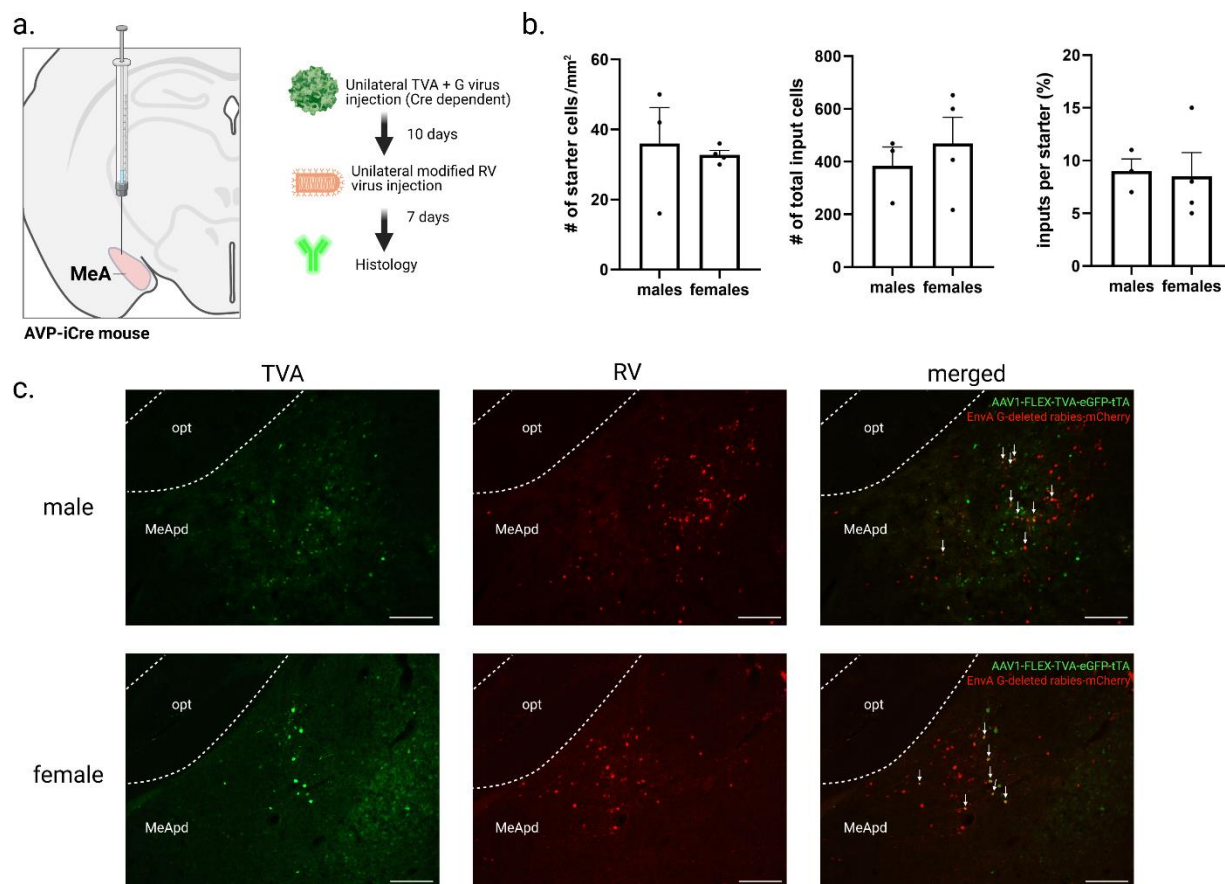 a.
Unilateral TVA + G virus
injection (Cre dependent)
10 days
Unilateral modified RV
virus injection
7 days
Histology
MeA
AVP-iCre mouse
b.
# of starter cells /mm²
60
40
20
0
males females
# of total input cells
800
600
400
200
0
males females
inputs per starter (%)
20
15
10
5
0
males females
c.
TVA
RV
merged
male
opt
MeApd
opt
MeApd
AAV1-FLEX-TVA-eGFP-tTA
EnvA G-deleted rabies-mCherry
opt
MeApd
female
opt
MeApd
opt
MeApd
AAV1-FLEX-TVA-eGFP-tTA
EnvA G-deleted rabies-mCherry
opt
MeApd